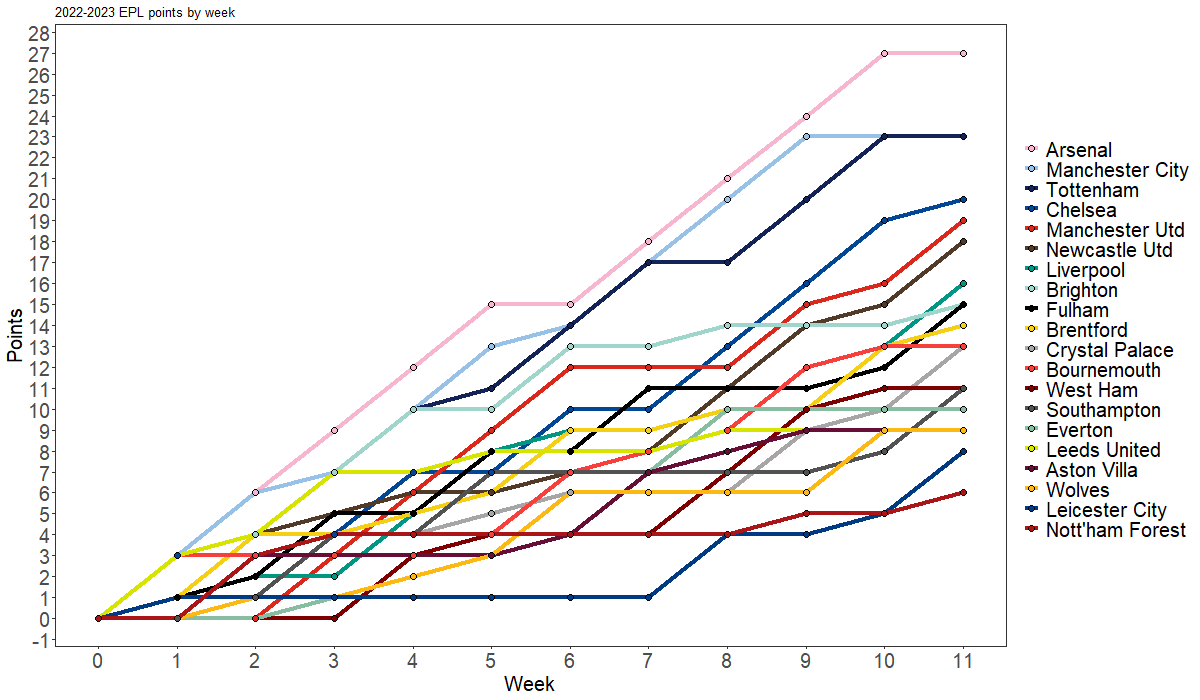 2022-2023 EPL points by week
28
27
26
25
24
23
22
21
20
19
18
17
16
15
14
13
12
11
10
9
8
7
6
5
4
3
2
1
0
-1
Points
0 1 2 3 4 5 6 7 8 9 10 11
Week
Arsenal
Manchester City
Tottenham
Chelsea
Manchester Utd
Newcastle Utd
Liverpool
Brighton
Fulham
Brentford
Crystal Palace
Bournemouth
West Ham
Southampton
Everton
Leeds United
Aston Villa
Wolves
Leicester City
Nott'ham Forest